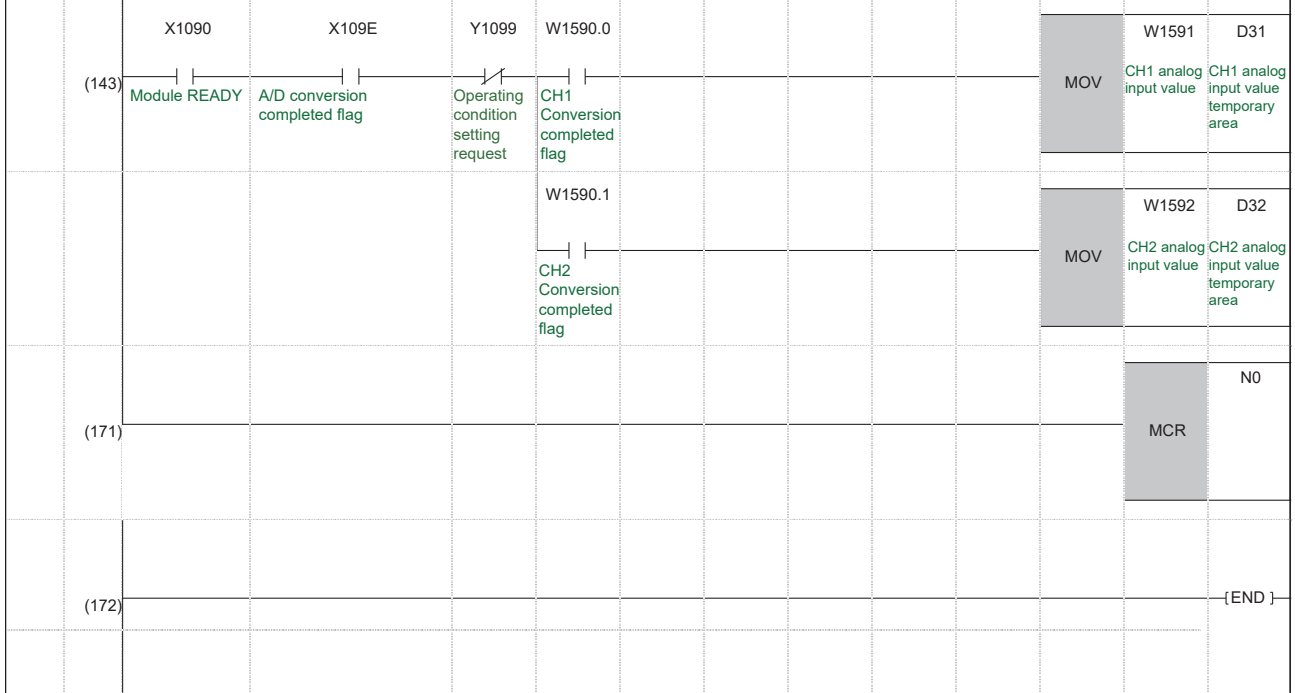 X1090 X109E Y1099 W1590.0 W1591 D31
(143) MOV
Module READY
A/D conversion
completed flag
Operating
condition
setting
request
CH1
Conversion
completed
flag
CH1 analog
input value
CH1 analog
input value
temporary
area
W1590.1 W1592 D32
MOV
CH2
Conversion
completed
flag
CH2 analog
input value
CH2 analog
input value
temporary
area
N0
(171) MCR
(172) [END]